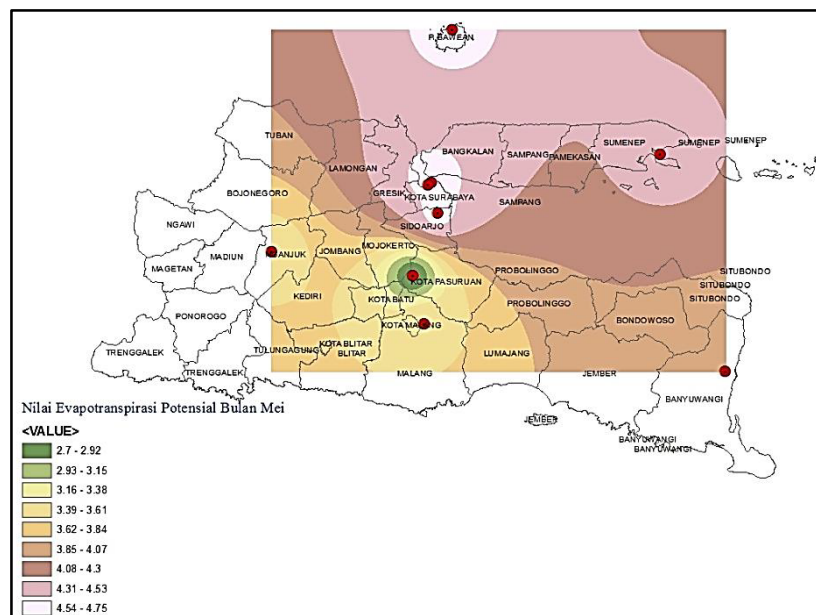 P. BAWEAN
TUBAN
BANGKALAN
SAMPANG
PAMEKASAN
SUMENEP
SUMENEP
SUMENEP
LAMONGAN
GRESIK
KOTA SURABAYA
SAMPANG
BOJONEGORO
SIDOARJO
NGAWI
MADIUN
NGANJUK
JOMBANG
MOJOKERTO
MAGETAN
KOTA PASURUAN
PROBOLINGGO
SITUBONDO
SITUBONDO
SITUBONDO
KEDIRI
KOTA BATU
PROBOLINGGO
PONOROGO
BONDOWOSO
KOTA MALANG
TRENGGALEK
TULUNGAGUNG
KOTA BLITAR
BLITAR
LUMAJANG
TRENGGALEK
MALANG
JEMBER
BANYUWANGI
Nilai Evapotranspirasi Potensial Bulan Mei
JEMBER
<VALUE>
BANYUWANGI
BANYUWANGI
2.7 - 2.92
2.93 - 3.15
3.16 - 3.38
3.39 - 3.61
3.62 - 3.84
3.85 - 4.07
4.08 - 4.3
4.31 - 4.53
4.54 - 4.75